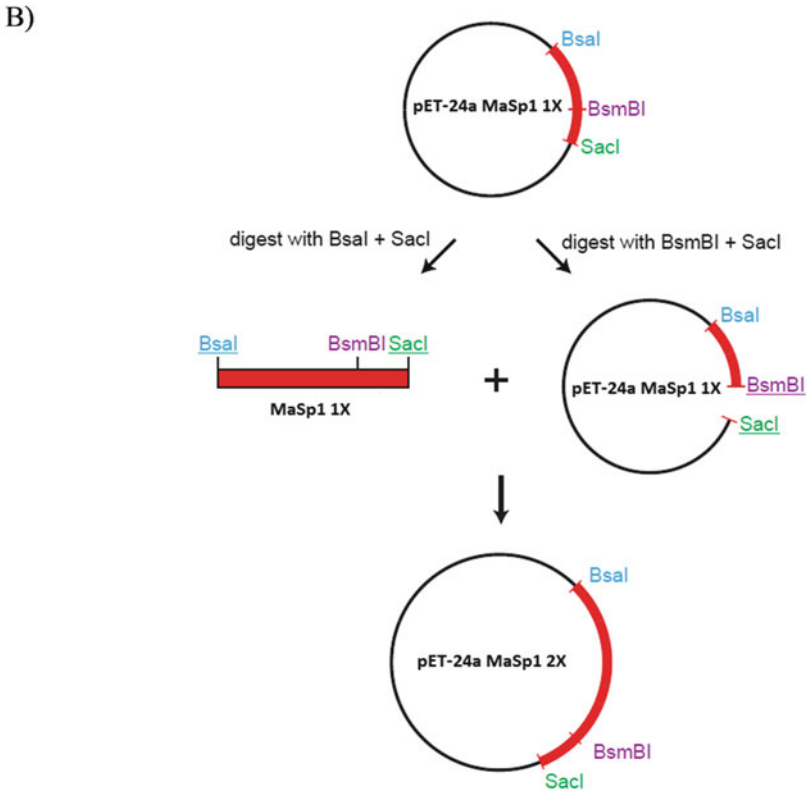 B)
BsaI
pET-24a MaSp1 1X
BsmBI
SacI
digest with BsaI + SacI
digest with BsmBI + SacI
BsaI
BsmBI SacI
MaSp1 1X
+
BsaI
pET-24a MaSp1 1X
BsmBI
SacI
BsaI
pET-24a MaSp1 2X
BsmBI
SacI